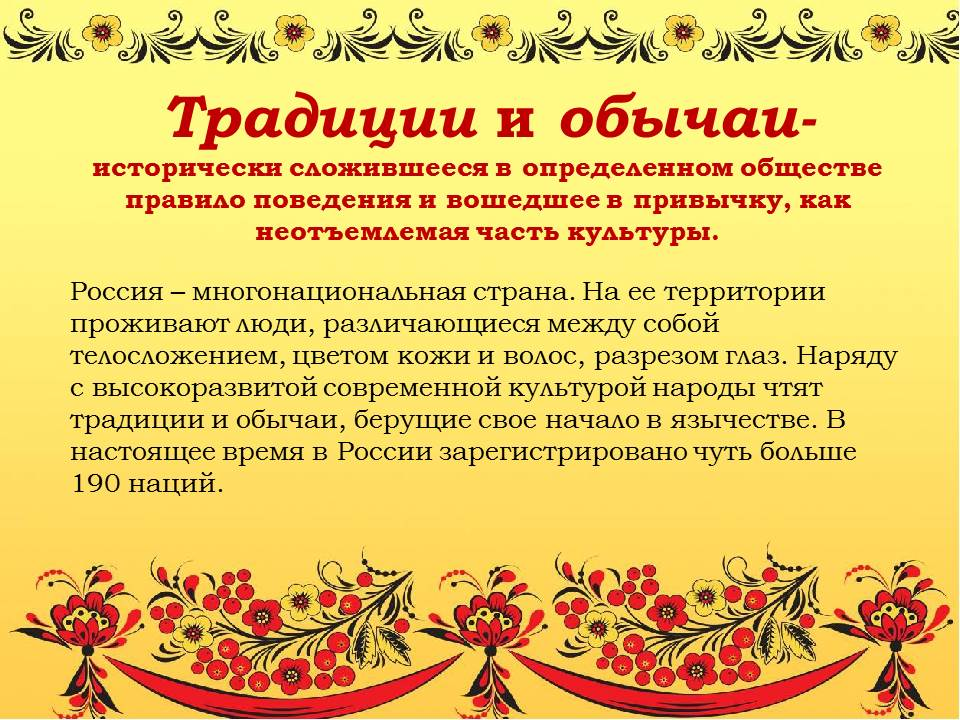 Традиции и обычаи-
исторически сложившееся в определенном обществе
правило поведения и вошедшее в привычку, как
неотъемлемая часть культуры.
Россия – многонациональная страна. На ее территории
проживают люди, различающиеся между собой
телосложением, цветом кожи и волос, разрезом глаз. Наряду
с высокоразвитой современной культурой народы чтят
традиции и обычаи, берущие свое начало в язычестве. В
настоящее время в России зарегистрировано чуть больше
190 наций.